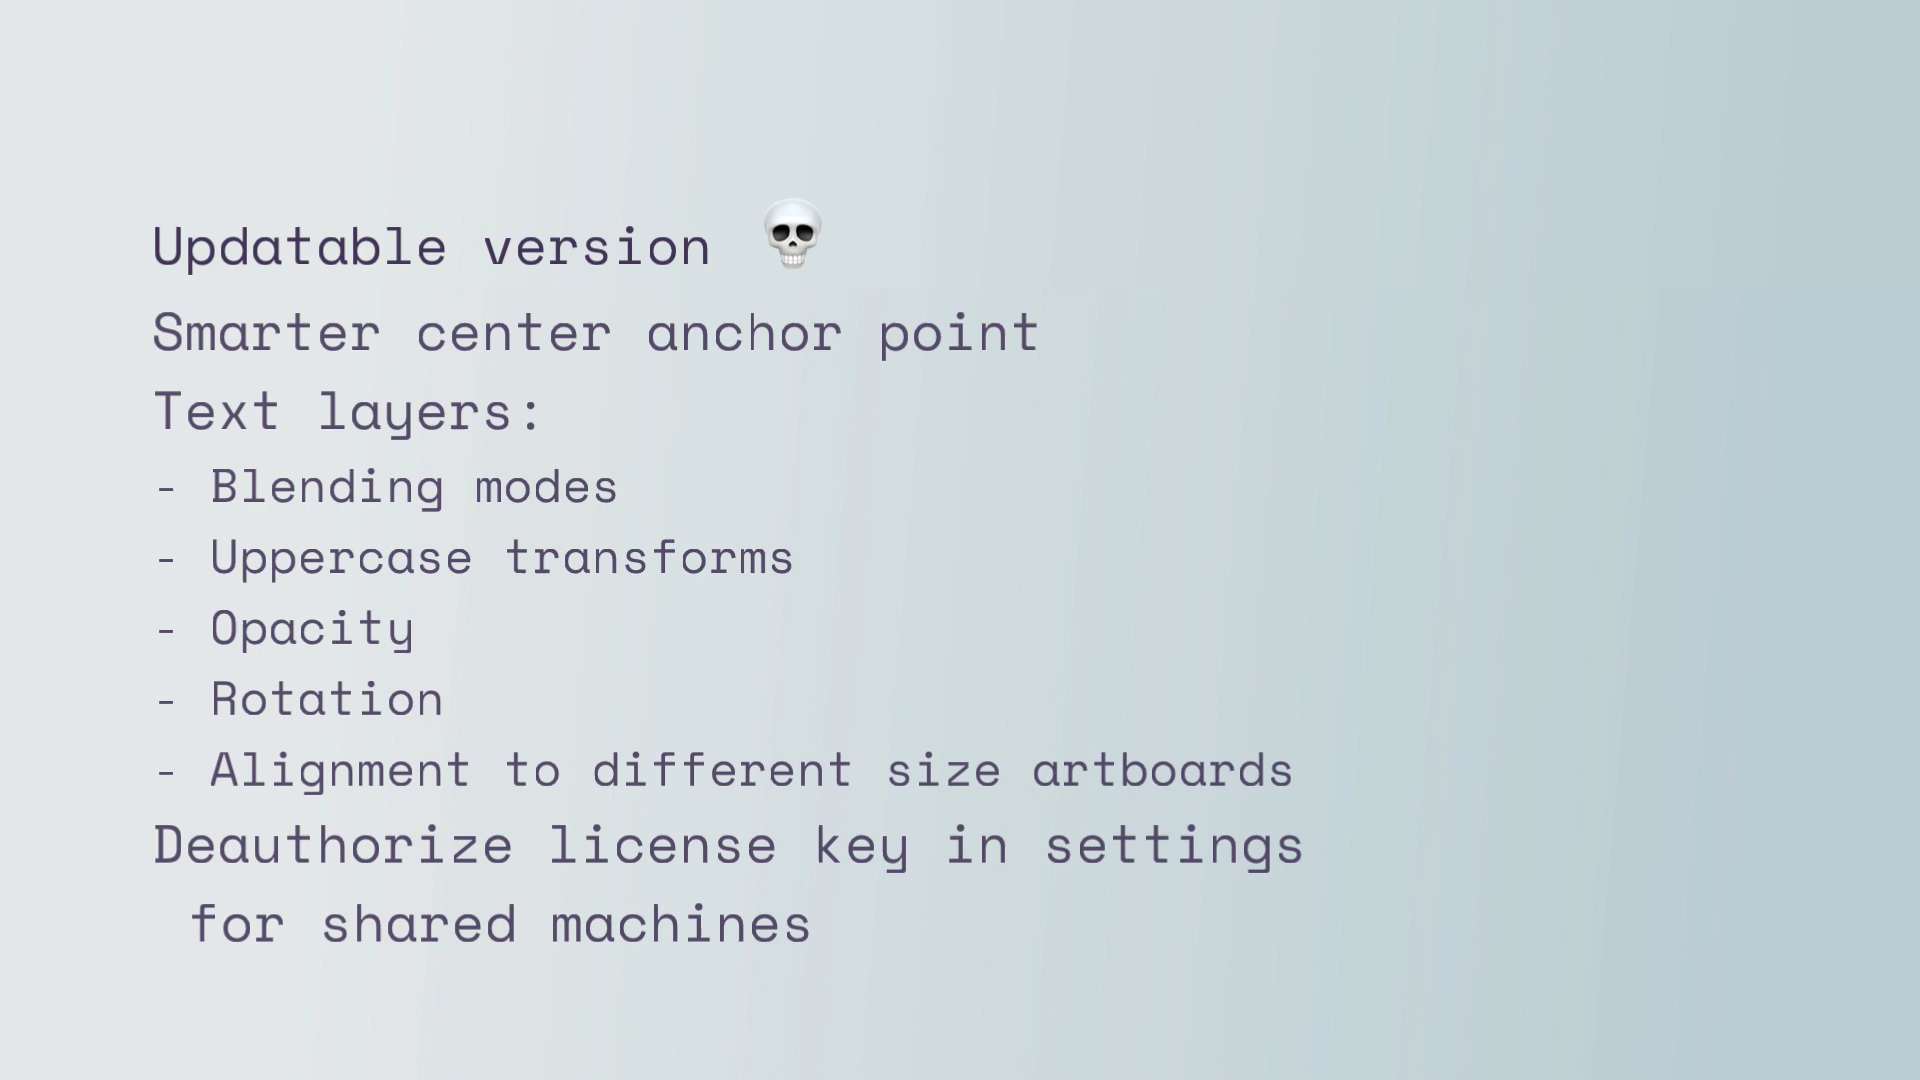 Updatable version 💀
Smarter center anchor point
Text layers:
- Blending modes
- Uppercase transforms
- Opacity
- Rotation
- Alignment to different size artboards
Deauthorize license key in settings
for shared machines